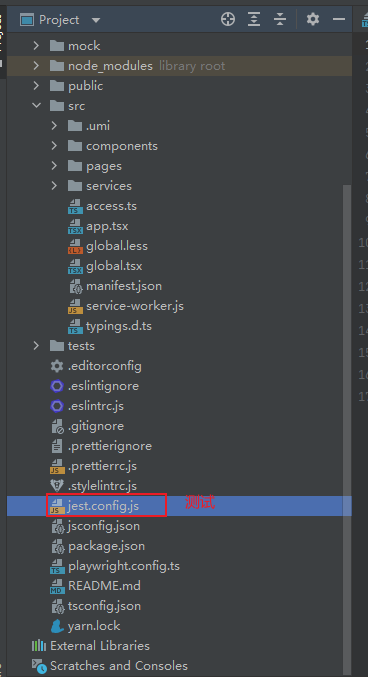 Project
mock
node_modules library root
public
src
.umi
components
pages
services
access.ts
app.tsx
global.less
global.tsx
manifest.json
service-worker.js
typings.d.ts
tests
.editorconfig
.eslintignore
.eslintrc.js
.gitignore
.prettierignore
.prettierrc.js
.stylelintrc.js
jest.config.js 测试
jsconfig.json
package.json
playwright.config.ts
README.md
tsconfig.json
yarn.lock
External Libraries
Scratches and Consoles